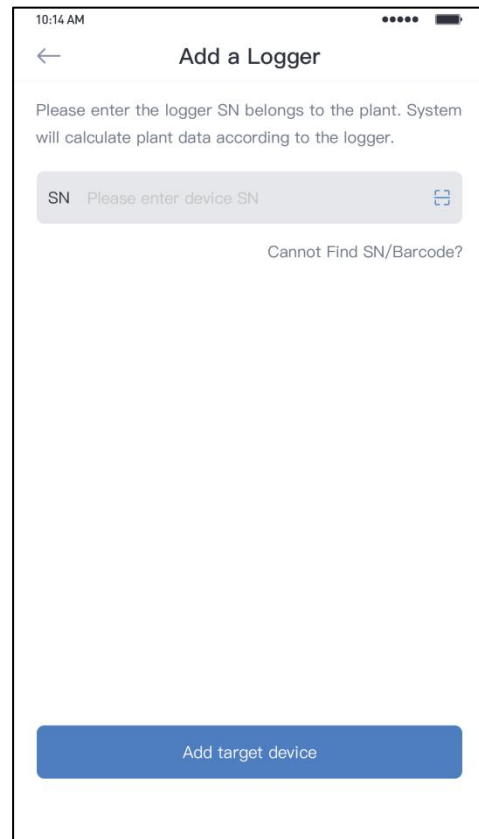 10:14 AM
Add a Logger
Please enter the logger SN belongs to the plant. System
will calculate plant data according to the logger.
SN Please enter device SN
Cannot Find SN/Barcode?
Add target device